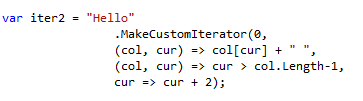 var iter2 = "Hello"
.MakeCustomIterator(0,
(col, cur) => col[cur] + " ",
(col, cur) => cur > col.Length-1,
cur => cur + 2);